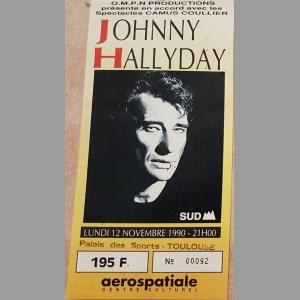 O.M.P.N PRODUCTIONS
présente en accord avec les
Spectacles CAMUS COULLIER
JOHNNY
HALLYDAY
SUD
LUNDI 12 NOVEMBRE 1990 - 21H00
Palais des Sports - TOULOUSE
195 F. No 00092
aerospatiale
CENTRE CULTUREL